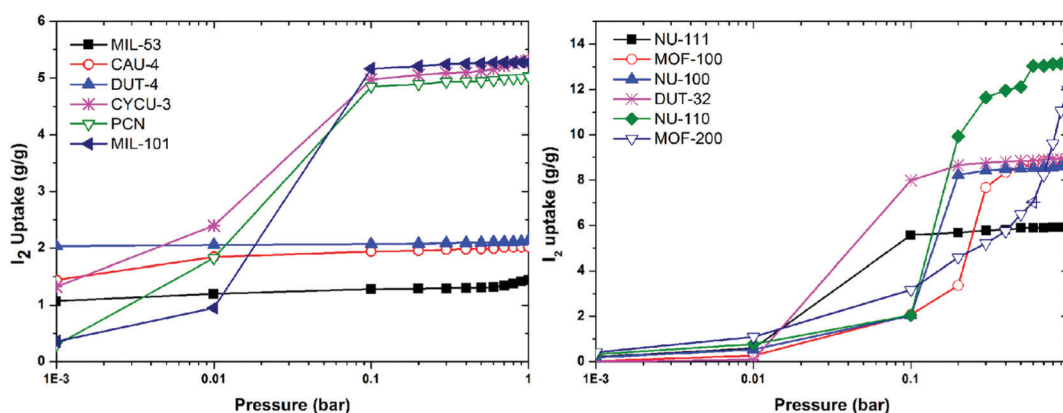 I2 Uptake (g/g)
6
5
4
3
2
1
0
MIL-53
CAU-4
DUT-4
CYCU-3
PCN
MIL-101
1E-3
0.01
0.1
1
Pressure (bar)
I2 uptake (g/g)
14
12
10
8
6
4
2
0
NU-111
MOF-100
NU-100
DUT-32
NU-110
MOF-200
1E-3
0.01
0.1
Pressure (bar)